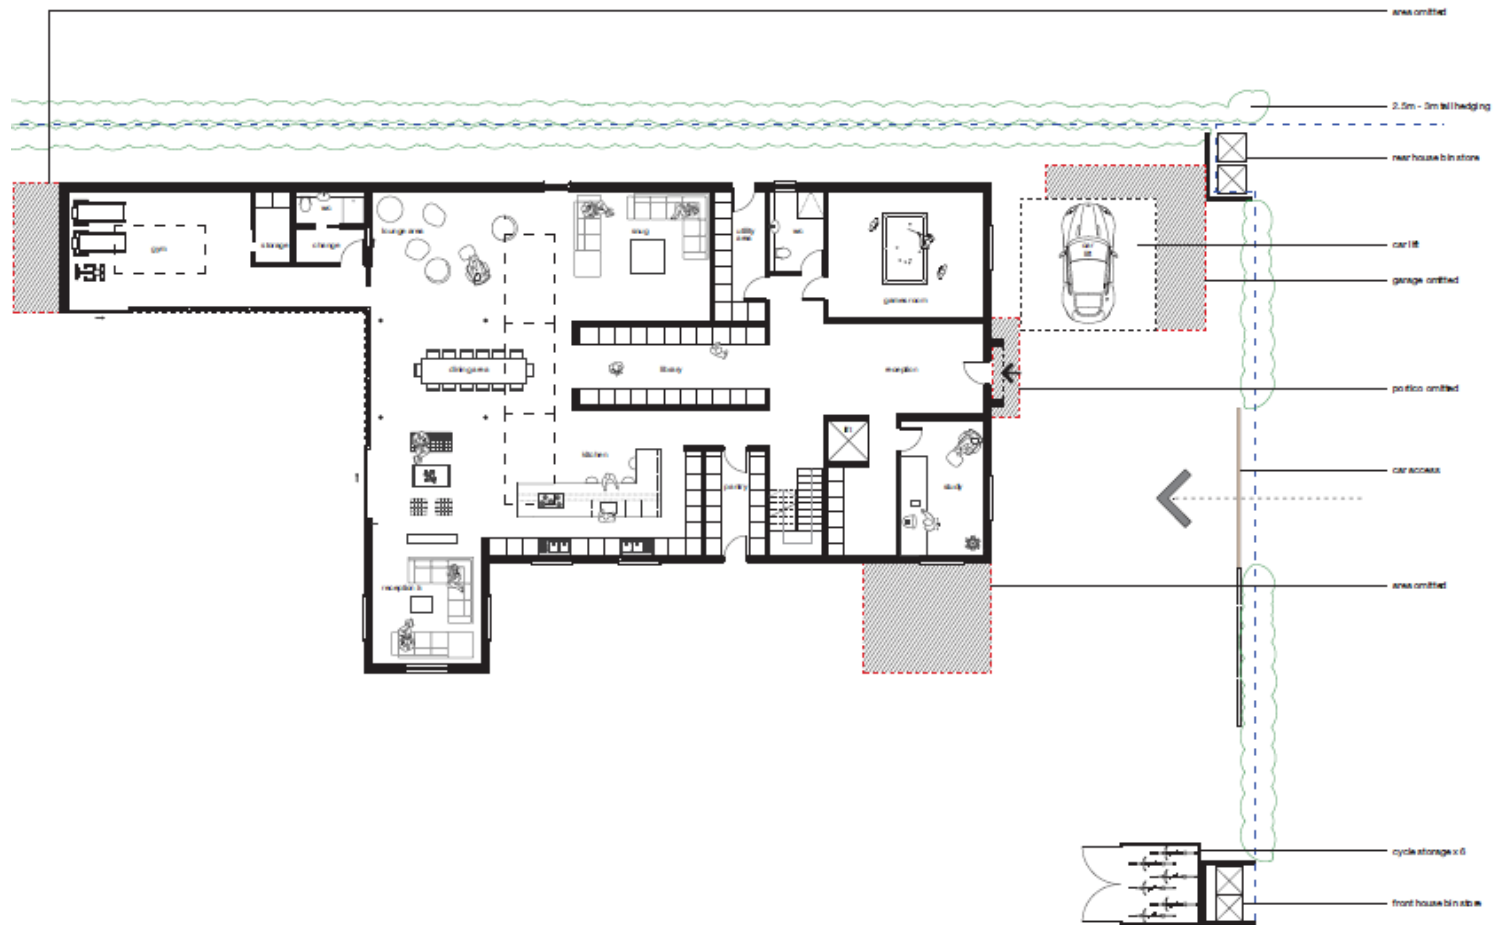 area omitted
2.5m - 3m tall hedging
rear house bin store
wc
gym
storage
change
lounge area
snug
utility
area
wc
games room
car
lift
car lift
garage omitted
dining area
library
reception
portico omitted
lift
kitchen
pantry
study
car access
reception b
area omitted
cycle storage x 6
front house bin store